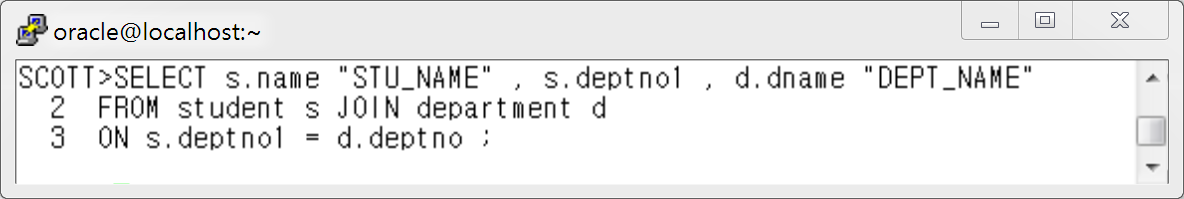 oracle@localhost:~
SCOTT>SELECT s.name "STU_NAME" , s.deptno1 , d.dname "DEPT_NAME"
2 FROM student s JOIN department d
3 ON s.deptno1 = d.deptno ;